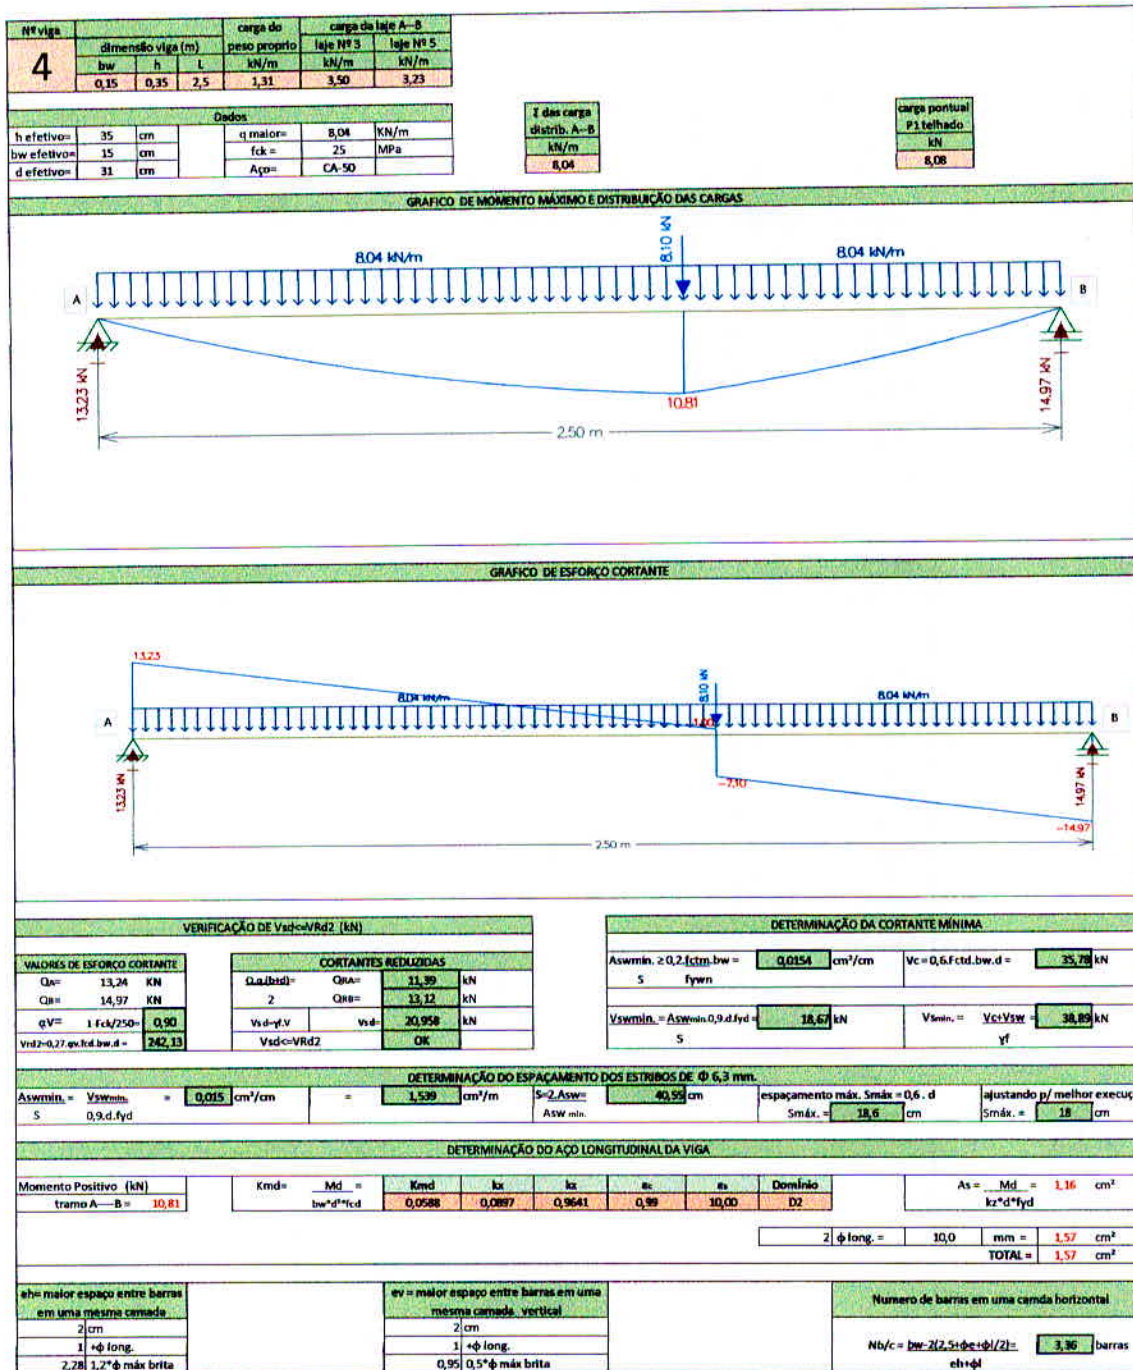 Nº viga
4
dimensão viga (m)
bw h L
0,15 0,35 2,5
carga do
peso proprio
kN/m
1,31
carga da laje A--B
laje Nº 3 laje Nº 5
kN/m kN/m
3,50 3,23
Dados
h efetivo= 35 cm q maior= 8,04 KN/m
bw efetivo= 15 cm fck = 25 MPa
d efetivo= 31 cm Aço= CA-50
das carga
distrib. A--B
kN/m
8,04
carga pontual
P1 telhado
kN
8,08
GRAFICO DE MOMENTO MÁXIMO E DISTRIBUIÇÃO DAS CARGAS
8.04 kN/m
8.10 kN
8.04 kN/m
A
B
13.23 kN
10.81
14.97 kN
2.50 m
GRAFICO DE ESFORÇO CORTANTE
13.23
8.04 kN/m
8.10 kN
8.04 kN/m
A
1.00
B
13.23 kN
-7.10
14.97 kN
-14.97
2.50 m
VERIFICAÇÃO DE Vsd<=VRd2 (kN)
VALORES DE ESFORÇO CORTANTE
QA= 13,24 KN
QB= 14,97 KN
αV= 1-Fck/250= 0,90
Vrd2=0,27.αv.fcd.bw.d = 242,13
CORTANTES REDUZIDAS
Q.q.(b+d)= QRA= 11,39 kN
2 QRB= 13,12 kN
Vsd=γf.V Vsd= 20,958 kN
Vsd<=VRd2 OK
DETERMINAÇÃO DA CORTANTE MÍNIMA
Aswmin. ≥ 0,2.fctm.bw = 0,0154 cm²/cm Vc = 0,6.Fctd.bw.d = 35,78 kN
S fywn
Vswmin. = Aswmin.0,9.d.fyd = 18,67 kN Vsmin. = Vc+Vsw = 38,89 kN
S γf
DETERMINAÇÃO DO ESPAÇAMENTO DOS ESTRIBOS DE Φ 6,3 mm.
Aswmin. = Vswmin. = 0,015 cm²/cm = 1,539 cm²/m S=2.Asw= 40,55 cm espaçamento máx. Smáx = 0,6 . d ajustando p/ melhor execuç
S 0,9.d.fyd Asw min. Smáx. = 18,6 cm Smáx. = 18 cm
DETERMINAÇÃO DO AÇO LONGITUDINAL DA VIGA
Momento Positivo (kN)
tramo A----B = 10,81
Kmd= Md =
bw*d²*fcd
Kmd kx kz εc εs Domínio
0,0588 0,0897 0,9641 0,99 10,00 D2
As = Md = 1,16 cm²
kz*d*fyd
2 ϕ long. = 10,0 mm = 1,57 cm²
TOTAL = 1,57 cm²
eh= maior espaço entre barras
em uma mesma camada
2 cm
1 +ϕ long.
2,28 1,2*ϕ máx brita
ev = maior espaço entre barras em uma
mesma camada vertical
2 cm
1 +ϕ long.
0,95 0,5*ϕ máx brita
Numero de barras em uma camda horizontal
Nb/c = bw-2(2,5+ϕe+ϕl/2)= 3,36 barras
eh+ϕl